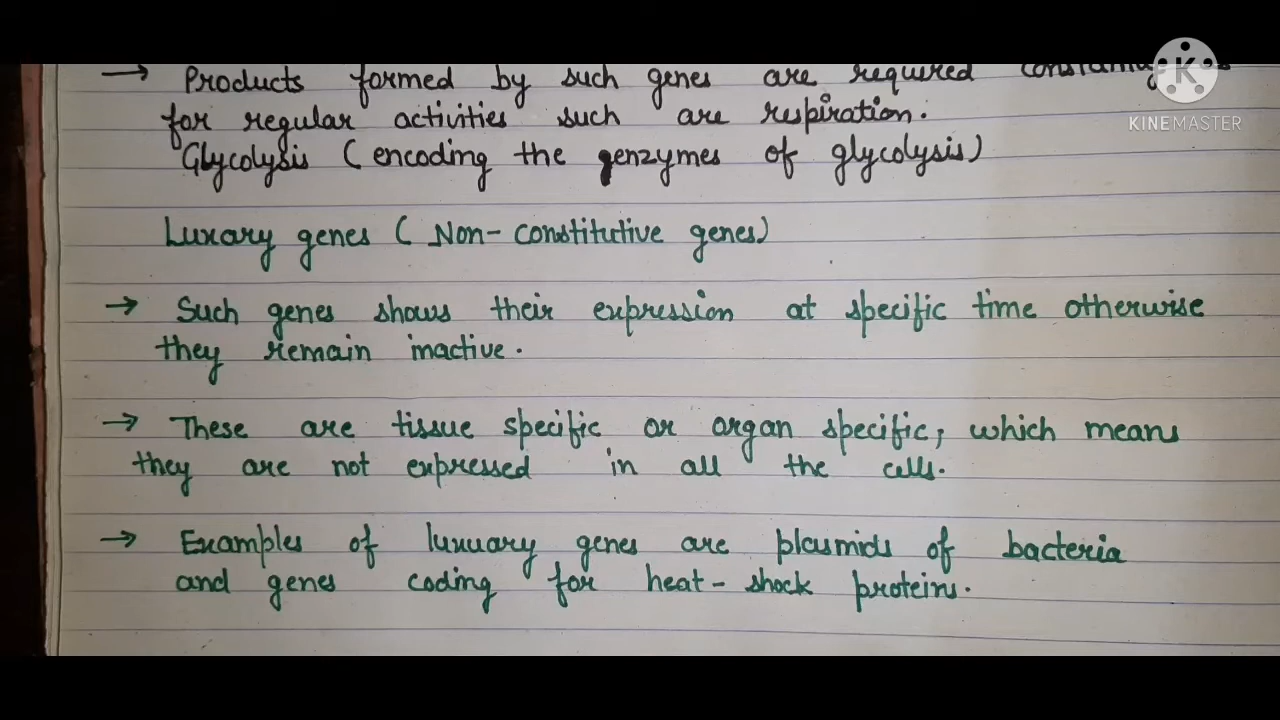 → Products formed by such genes are required constantly
KINEMASTER
for regular activities such are respiration.
Glycolysis (encoding the genzymes of glycolysis)
Luxary genes (Non-constitutive genes)
→ Such genes shows their expression at specific time otherwise
they remain inactive.
→ These are tissue specific or organ specific, which means
they are not expressed in all the cells.
→ Examples of luxuary genes are plasmids of bacteria
and genes coding for heat-shock proteins.